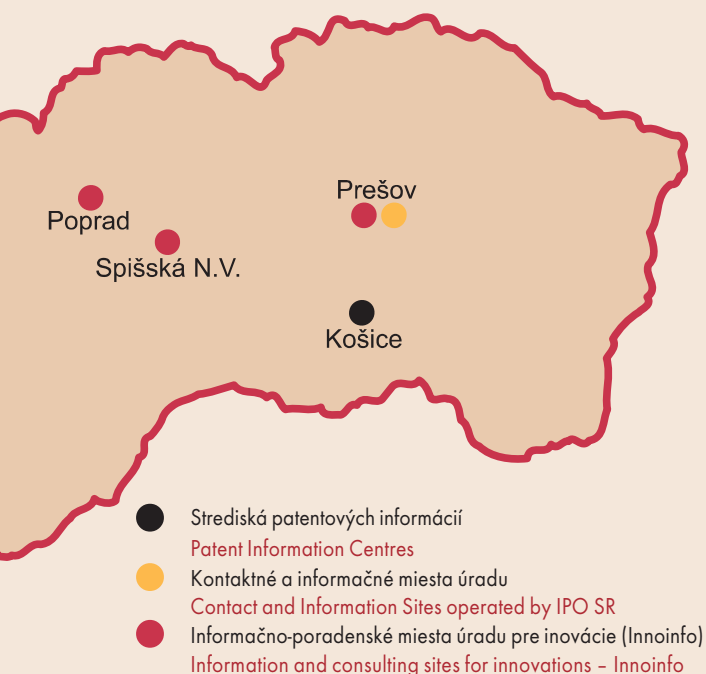 Prešov
Poprad
Spišská N.V.
Košice
Strediská patentových informácií
Patent Information Centres
Kontaktné a informačné miesta úradu
Contact and Information Sites operated by IPO SR
Informačno-poradenské miesta úradu pre inovácie (Innoinfo)
Information and consulting sites for innovations – Innoinfo